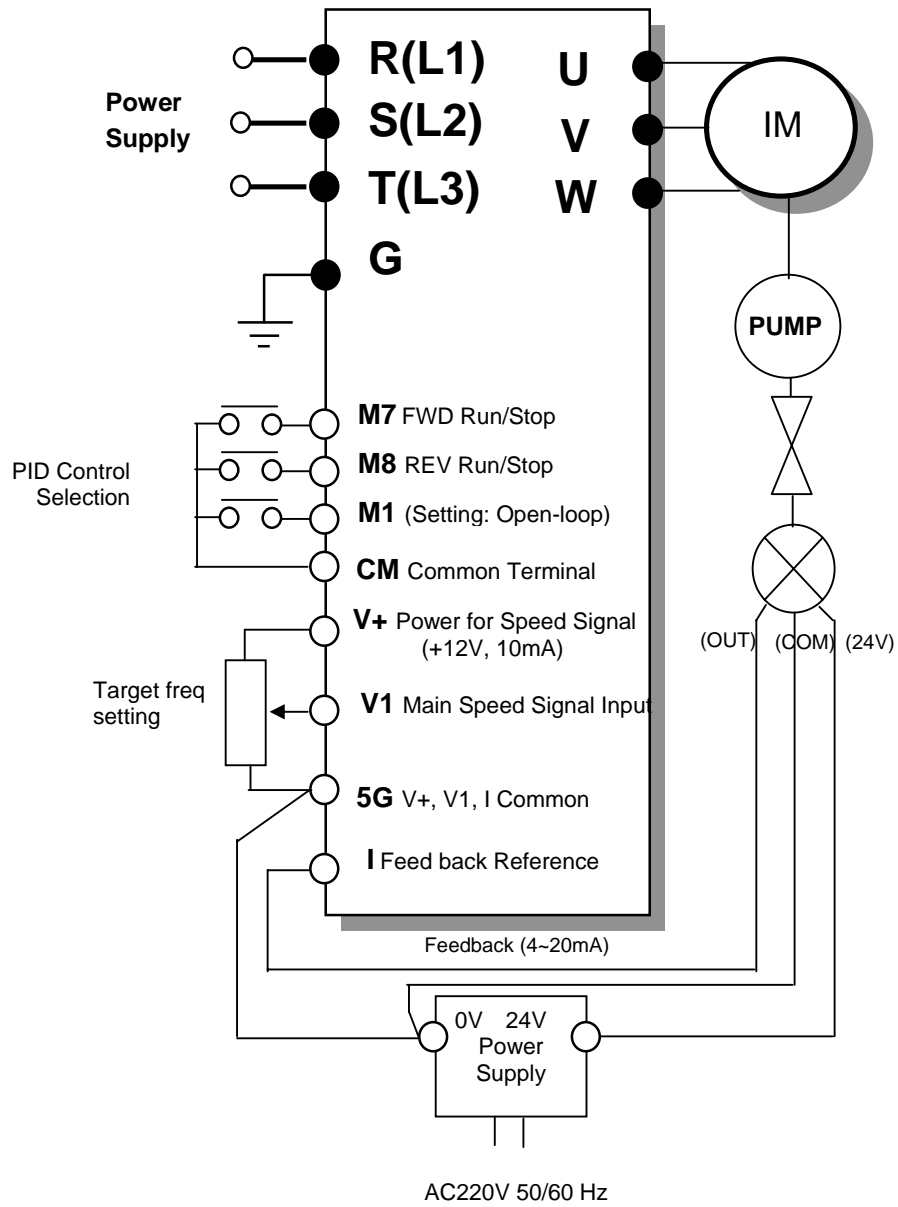 R(L1)
U
IM
Power
Supply
S(L2)
V
T(L3)
W
G
PUMP
M7 FWD Run/Stop
PID Control
Selection
M8 REV Run/Stop
M1 (Setting: Open-loop)
CM Common Terminal
V+ Power for Speed Signal
(+12V, 10mA)
(OUT) (COM) (24V)
Target freq
setting
V1 Main Speed Signal Input
5G V+, V1, I Common
I Feed back Reference
Feedback (4~20mA)
0V 24V
Power
Supply
AC220V 50/60 Hz